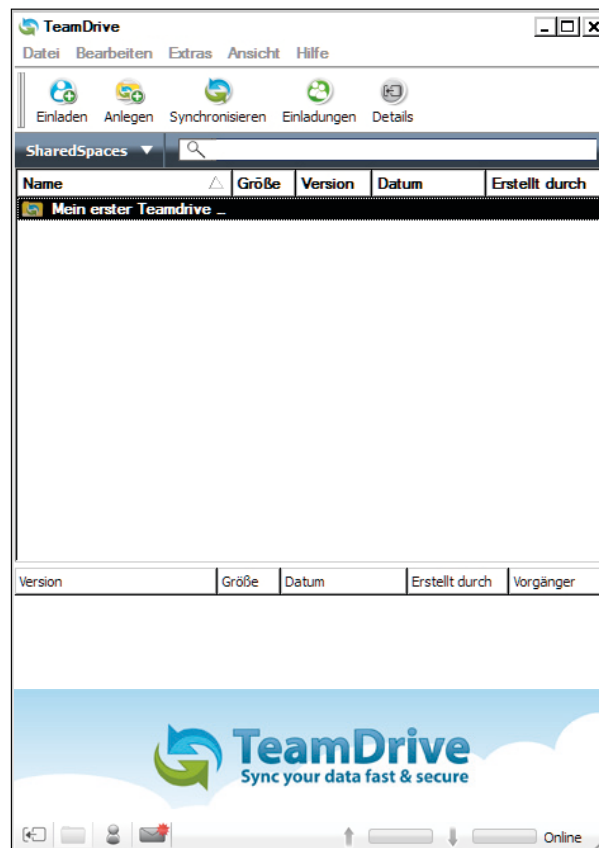 TeamDrive
Datei Bearbeiten Extras Ansicht Hilfe
Einladen Anlegen Synchronisieren Einladungen Details
SharedSpaces
Name Größe Version Datum Erstellt durch
Mein erster Teamdrive ...
Version Größe Datum Erstellt durch Vorgänger
TeamDrive
Sync your data fast & secure
Online